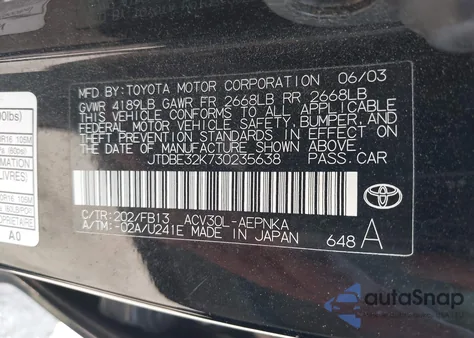 MFD.BY:TOYOTA MOTOR CORPORATION 06/03
GVWR 4189LB GAWR FR 2668LB RR 2668LB
THIS VEHICLE CONFORMS TO ALL APPLICABLE
FEDERAL MOTOR VEHICLE SAFETY, BUMPER, AND
THEFT PREVENTION STANDARDS IN EFFECT ON
THE DATE OF MANUFACTURE SHOWN ABOVE.
JTDBE32K730235638 PASS.CAR
C/TR:202/FB13 ACV30L-AEPNKA
A/TM:-02A/U241E MADE IN JAPAN 648 A
TOYOTA
A0
autoSnap